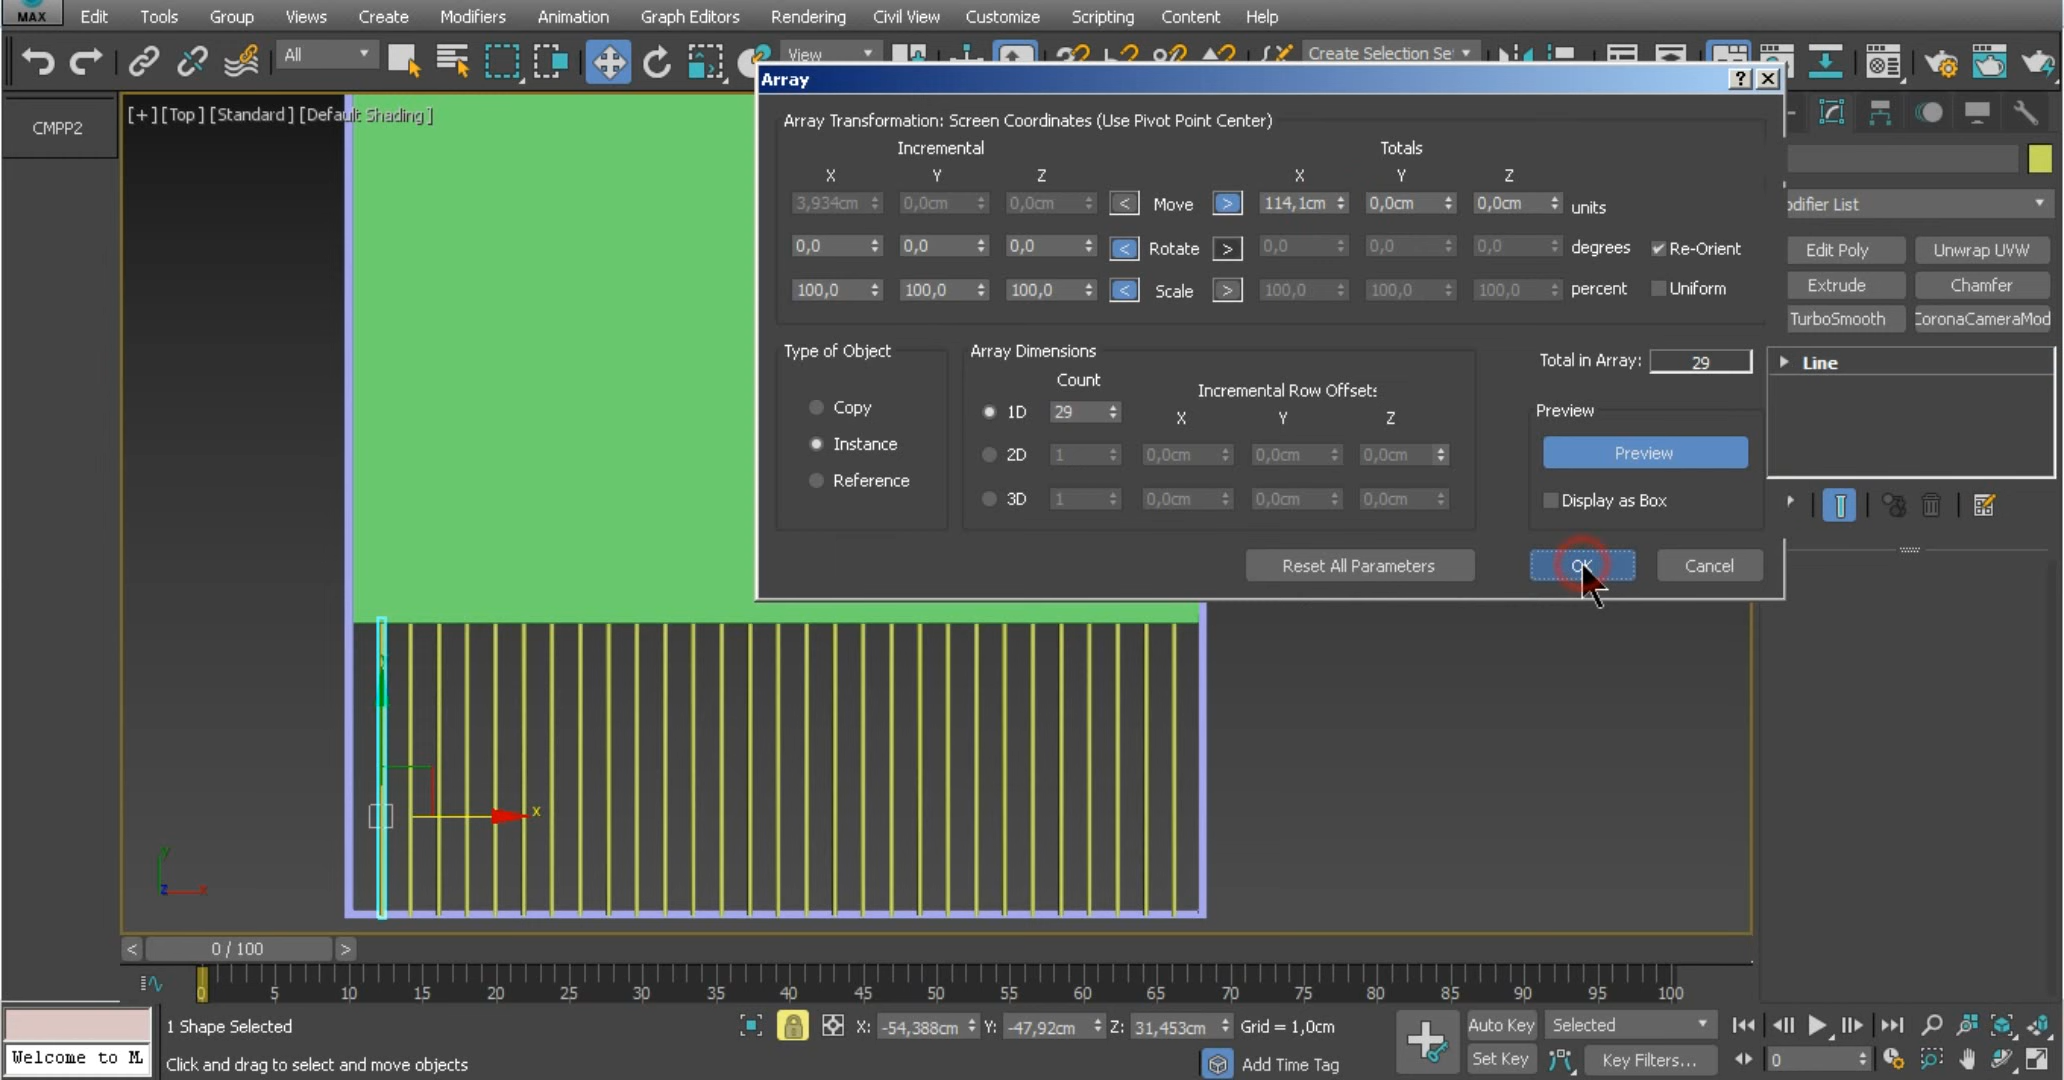 MAX Edit Tools Group Views Create Modifiers Animation Graph Editors Rendering Civil View Customize Scripting Content Help
All View Create Selection Se
Array
CMPP2
[+] [Top] [Standard] [Default Shading]
Array Transformation: Screen Coordinates (Use Pivot Point Center)
Incremental Totals
X Y Z X Y Z
3,934cm 0,0cm 0,0cm < Move > 114,1cm 0,0cm 0,0cm units
0,0 0,0 0,0 < Rotate > 0,0 0,0 0,0 degrees Re-Orient
100,0 100,0 100,0 < Scale > 100,0 100,0 100,0 percent Uniform
difier List
Edit Poly Unwrap UVW
Extrude Chamfer
TurboSmooth CoronaCameraMod
Line
Type of Object
Copy
Instance
Reference
Array Dimensions
Count
Incremental Row Offsets
X Y Z
1D 29
2D 1 0,0cm 0,0cm 0,0cm
3D 1 0,0cm 0,0cm 0,0cm
Total in Array: 29
Preview
Preview
Display as Box
Reset All Parameters OK Cancel
x
y
z x
< 0 / 100 >
0 5 10 15 20 25 30 35 40 45 50 55 60 65 70 75 80 85 90 95 100
1 Shape Selected X: -54,388cm Y: -47,92cm Z: 31,453cm Grid = 1,0cm Auto Key Selected
Welcome to M Click and drag to select and move objects Add Time Tag Set Key Key Filters... 0